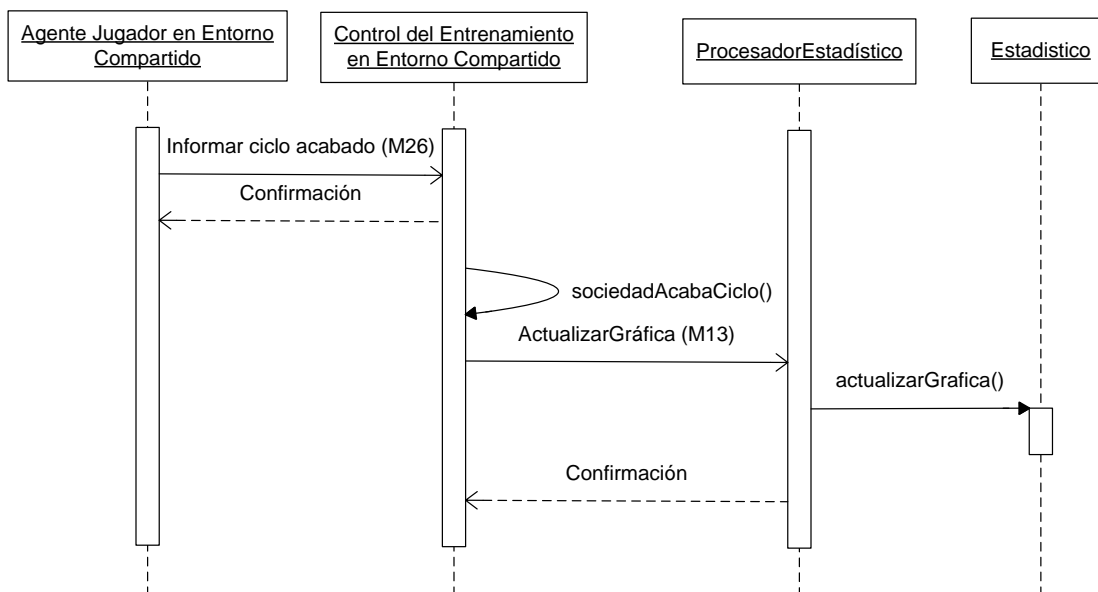 Agente Jugador en Entorno
Compartido
Control del Entrenamiento
en Entorno Compartido
ProcesadorEstadístico
Estadistico
Informar ciclo acabado (M26)
Confirmación
sociedadAcabaCiclo()
ActualizarGráfica (M13)
actualizarGrafica()
Confirmación